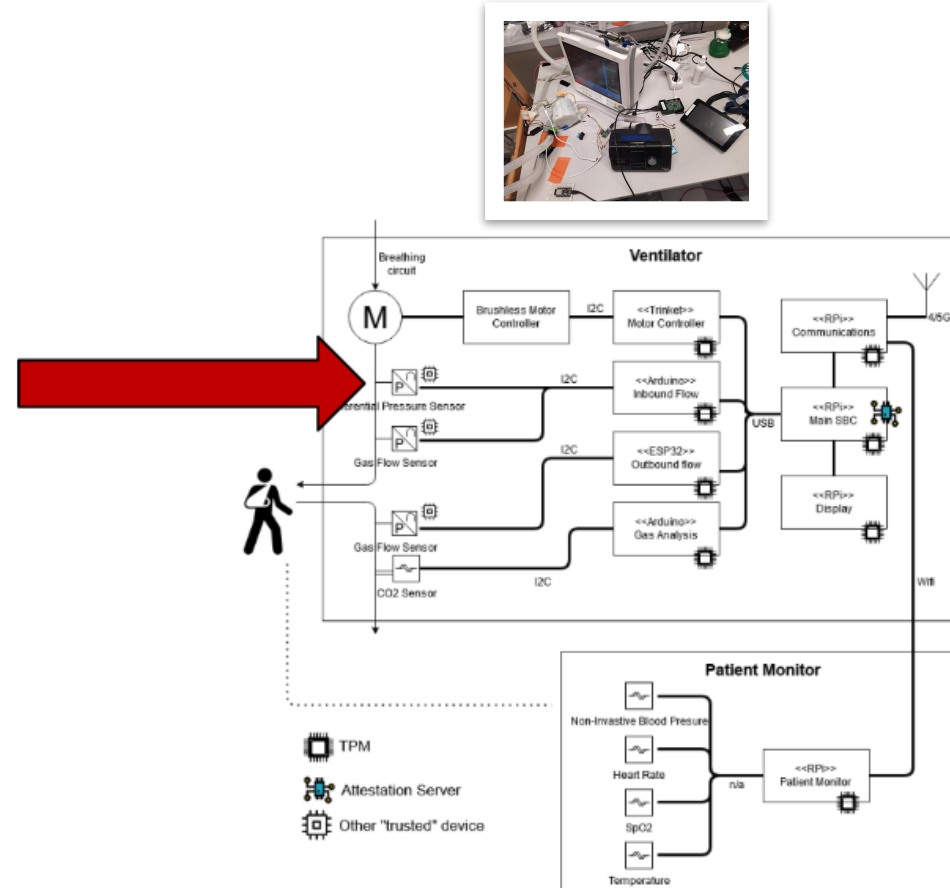 Ventilator
Breathing
circuit
M
Brushless Motor
Controller
I2C
<<Trinket>>
Motor Controller
<<RPi>>
Communications
4/5G
P
I2C
<<Arduino>>
Inbound Flow
erential Pressure Sensor
USB
<<RPi>>
Main SBC
P
Gas Flow Sensor
I2C
<<ESP32>>
Outbound flow
<<RPi>>
Display
P
Gas Flow Sensor
<<Arduino>>
Gas Analysis
CO2 Sensor
I2C
Wifi
Patient Monitor
Non-Invastive Blood Presure
Heart Rate
n/a
<<RPi>>
Patient Monitor
SpO2
Temperature
TPM
Attestation Server
Other "trusted" device